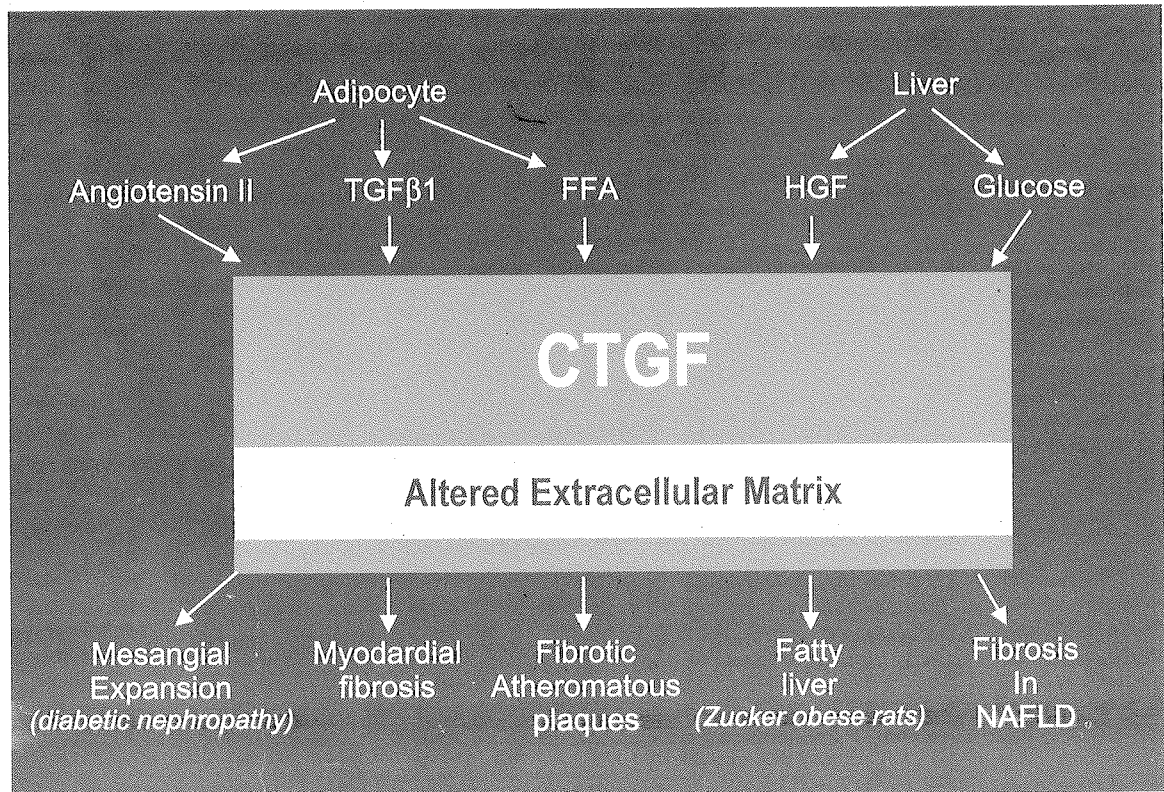 Adipocyte
Liver
Angiotensin II
TGFβ1
FFA
HGF
Glucose
CTGF
Altered Extracellular Matrix
Mesangial
Expansion
(diabetic nephropathy)
Myodardial
fibrosis
Fibrotic
Atheromatous
plaques
Fatty
liver
(Zucker obese rats)
Fibrosis
In
NAFLD